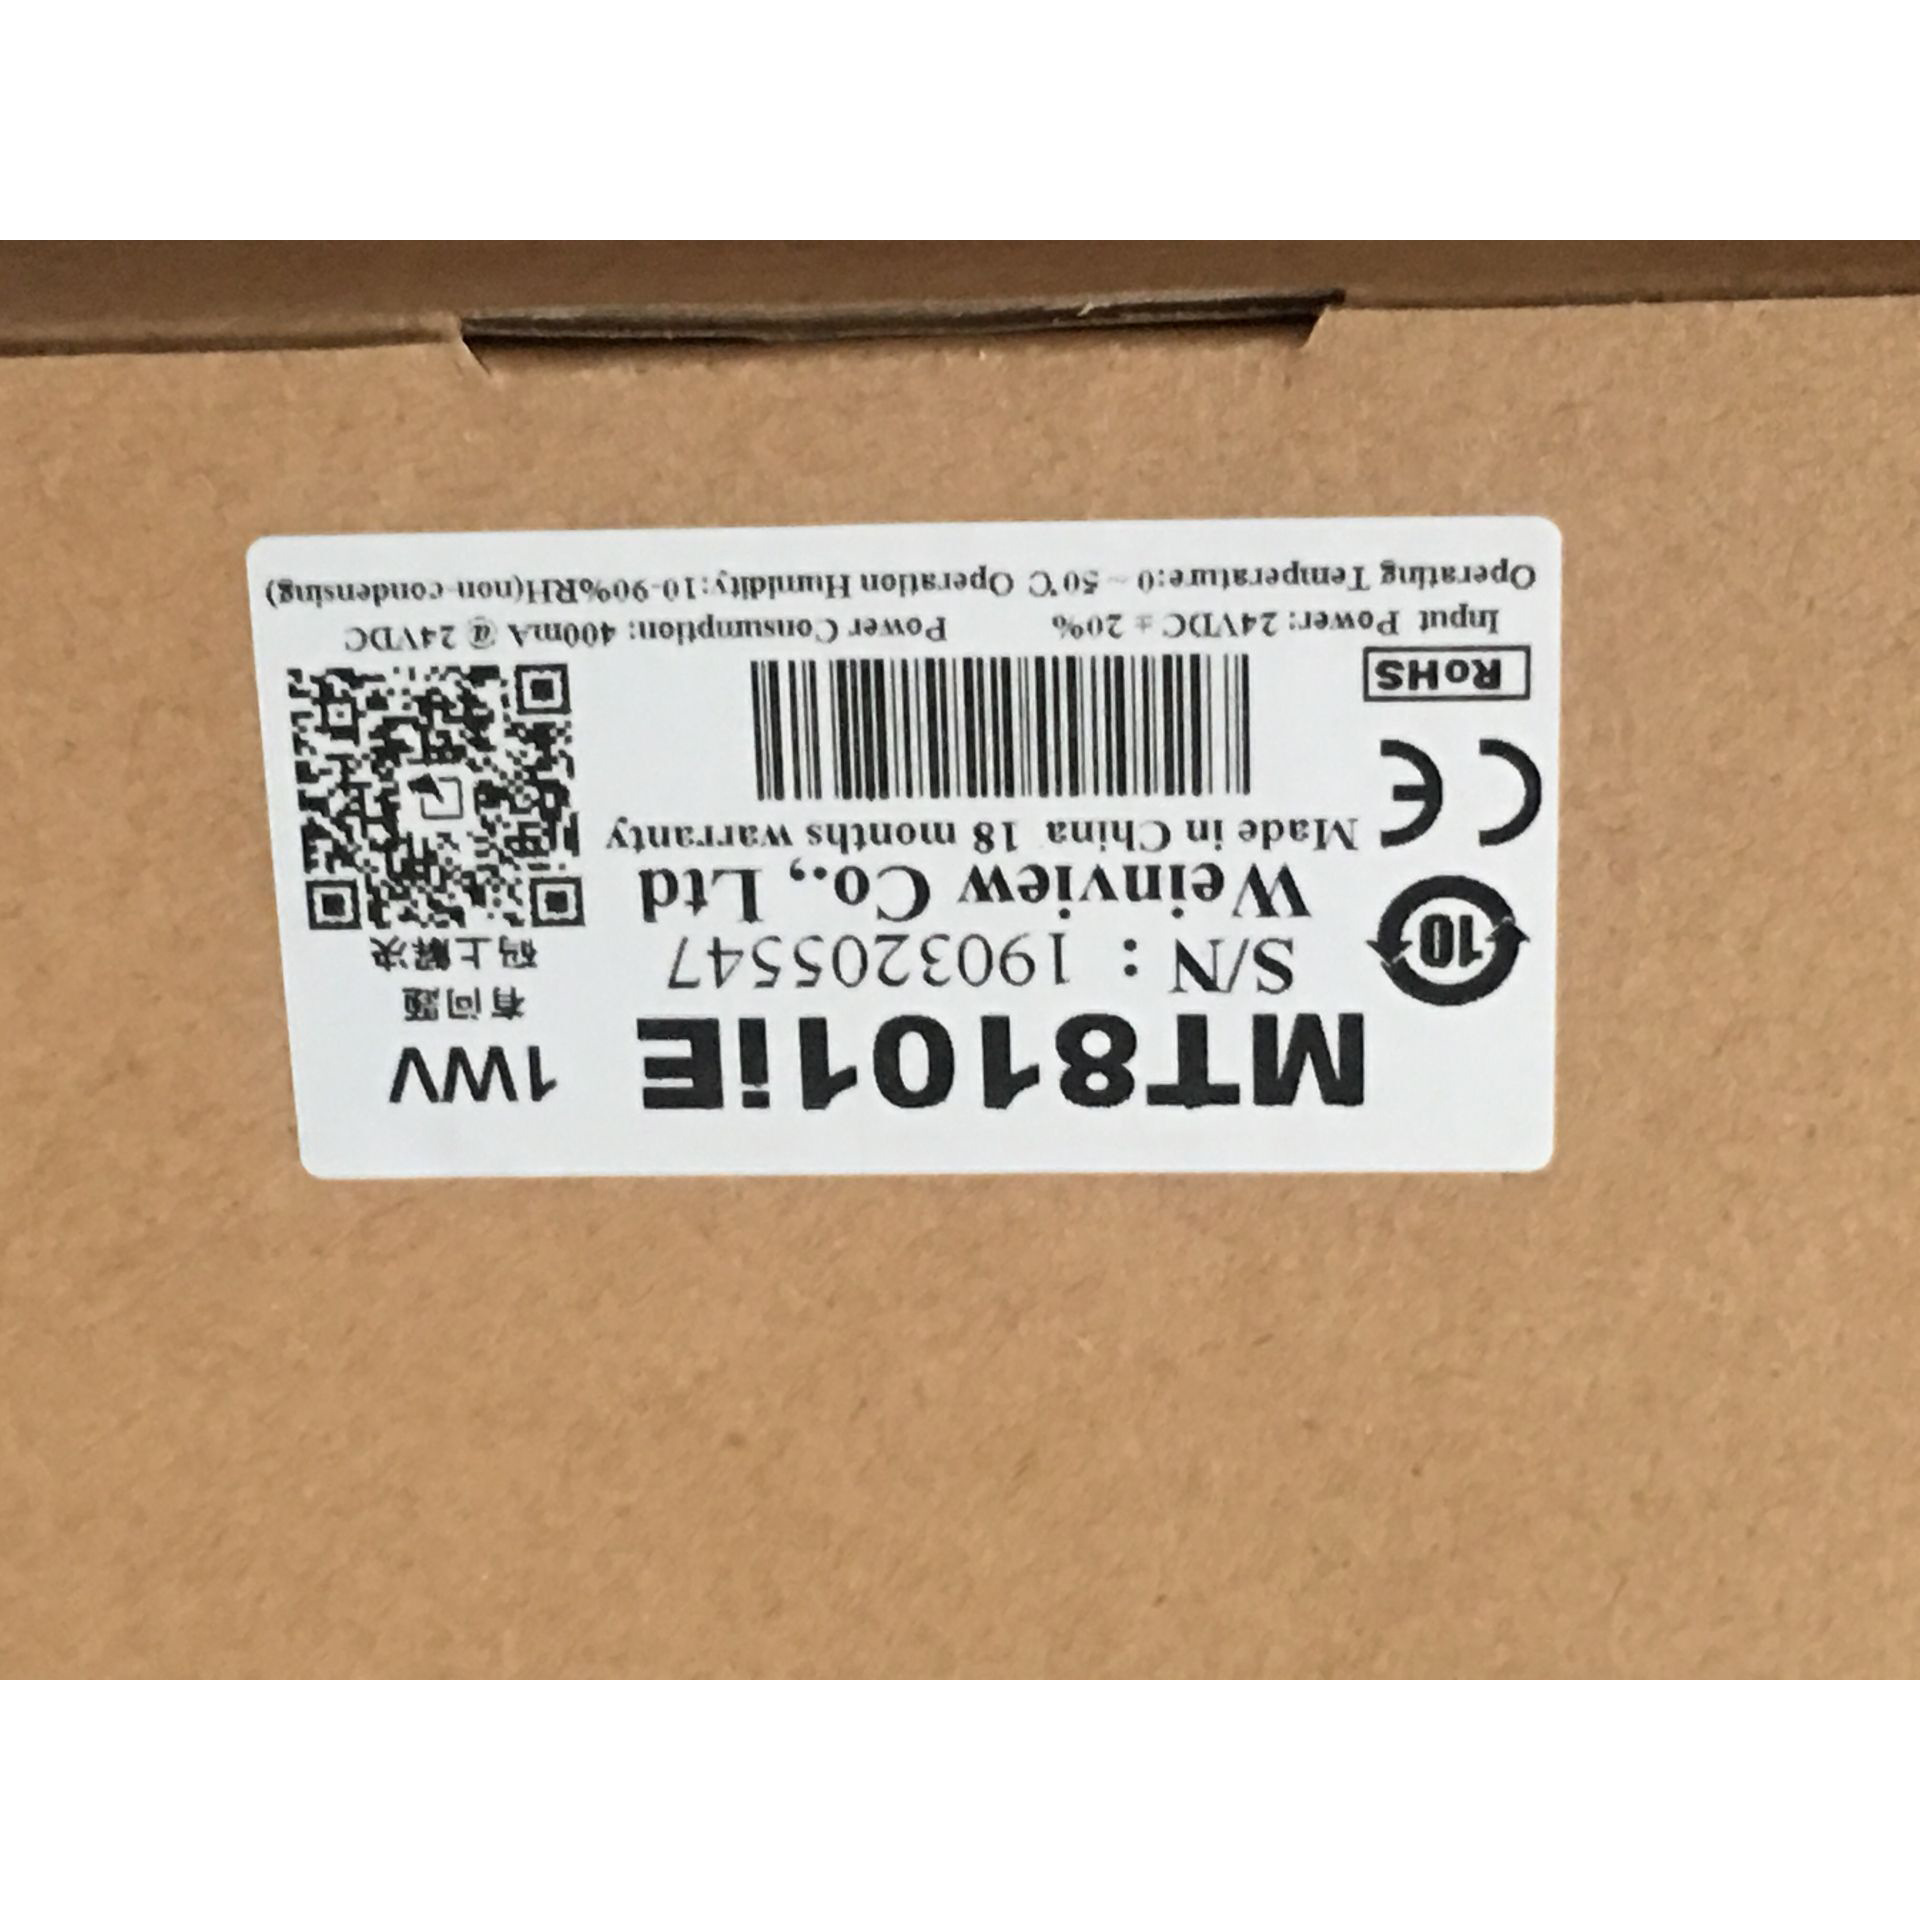 MT8101iE 1WV
S/N: 1903205547
有问题
码上解决
10
Weinview Co., Ltd
Made in China 18 months warranty
CE
RoHS
Input Power: 24VDC ± 20% Power Consumption: 400mA @ 24VDC
Operating Temperature:0 ~ 50℃ Operation Humidity:10-90%RH(non-condensing)